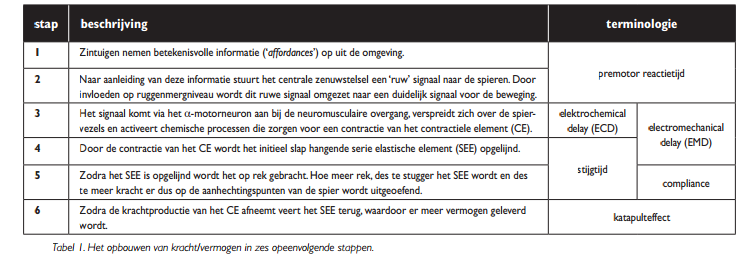 stap beschrijving terminologie
1 Zintuigen nemen betekenisvolle informatie (‘affordances’) op uit de omgeving.
premotor reactietijd
2 Naar aanleiding van deze informatie stuurt het centrale zenuwstelsel een ‘ruw’ signaal naar de spieren. Door
invloeden op ruggenmergniveau wordt dit ruwe signaal omgezet naar een duidelijk signaal voor de beweging.
3 Het signaal komt via het α-motorneuron aan bij de neuromusculaire overgang, verspreidt zich over de spier-
vezels en activeert chemische processen die zorgen voor een contractie van het contractiele element (CE).
elektrochemical
delay (ECD)
electromechanical
delay (EMD)
4 Door de contractie van het CE wordt het initieel slap hangende serie elastische element (SEE) opgelijnd.
stijgtijd
5 Zodra het SEE is opgelijnd wordt het op rek gebracht. Hoe meer rek, des te stugger het SEE wordt en des
te meer kracht er dus op de aanhechtingspunten van de spier wordt uitgeoefend.
compliance
6 Zodra de krachtproductie van het CE afneemt veert het SEE terug, waardoor er meer vermogen geleverd
wordt.
katapulteffect
Tabel 1. Het opbouwen van kracht/vermogen in zes opeenvolgende stappen.